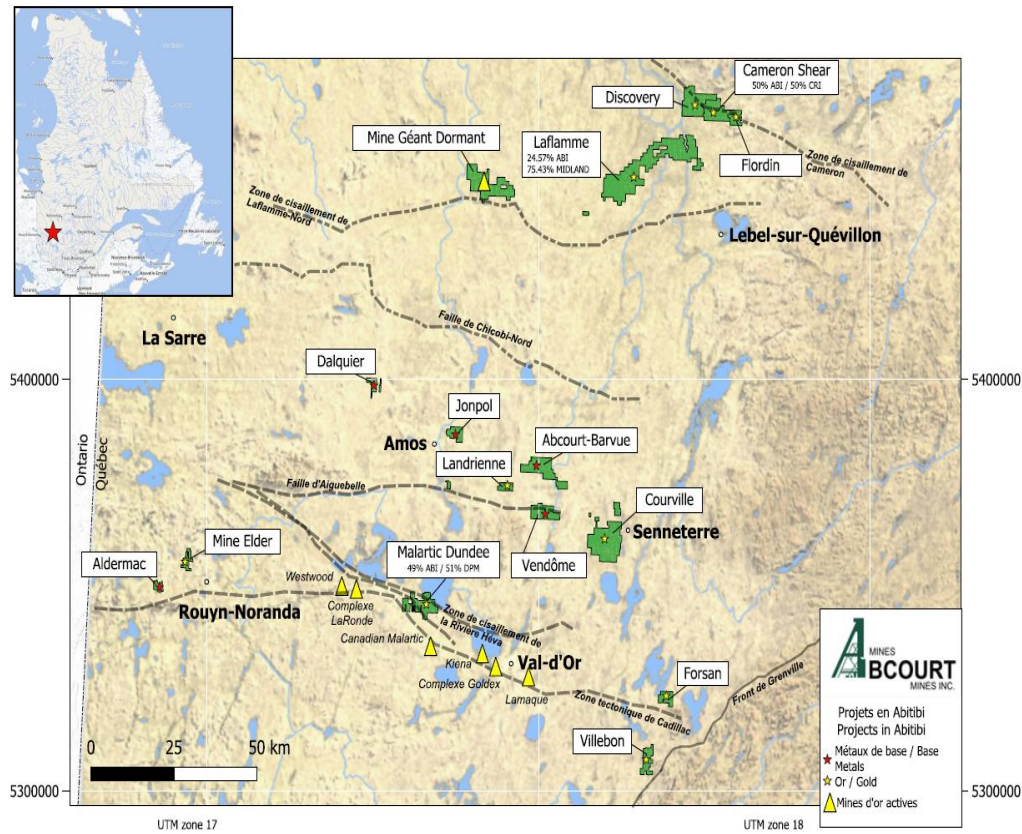 Cameron Shear
50% ABI / 50% CRI
Discovery
Mine Géant Dormant
Laflamme
24.57% ABI
75.43% MIDLAND
Flordin
Zone de cisaillement de
Cameron
Zone de cisaillement de
Laflamme-Nord
Lebel-sur-Quévillon
La Sarre
Faille de Chicobi-Nord
Dalquier
5400000
5400000
Jonpol
Amos
Abcourt-Barvue
Landrienne
Ontario
Québec
Faille d'Aiguebelle
Courville
Senneterre
Mine Elder
Malartic Dundee
49% ABI / 51% DPM
Vendôme
Aldermac
Westwood
Rouyn-Noranda
Complexe
LaRonde
Zone de cisaillement de
la Rivière Héva
Canadian Malartic
Kiena
Val-d'Or
Complexe Goldex
Lamaque
Forsan
Zone tectonique de Cadillac
Front de Grenville
Villebon
0 25 50 km
MINES
ABCOURT
MINES INC.
Projets en Abitibi
Projects in Abitibi
Métaux de base / Base
Metals
Or / Gold
Mines d'or actives
5300000
5300000
UTM zone 17
UTM zone 18